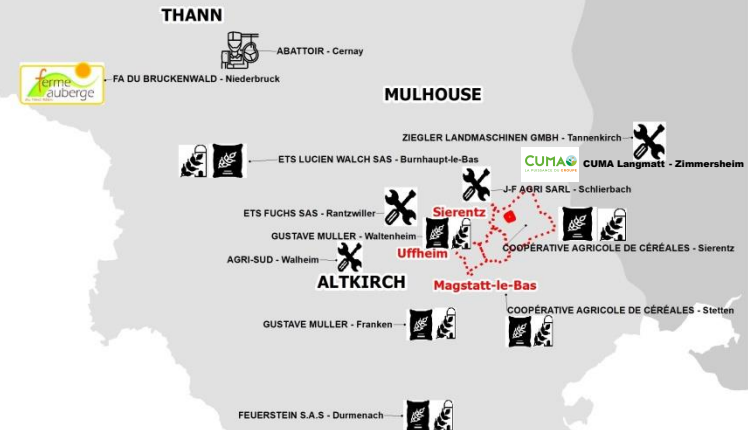 THANN
ABATTOIR - Cernay
ferme
auberge
FA DU BRUCKENWALD - Niederbruck
MULHOUSE
ZIEGLER LANDMASCHINEN GMBH - Tannenkirch
ETS LUCIEN WALCH SAS - Burnhaupt-le-Bas
CUMA
CUMA Langmatt - Zimmersheim
J-F AGRI SARL - Schlierbach
ETS FUCHS SAS - Rantzwiller
Sierentz
GUSTAVE MULLER - Waltenheim
Uffheim
COOPÉRATIVE AGRICOLE DE CÉRÉALES - Sierentz
AGRI-SUD - Walheim
ALTKIRCH
Magstatt-le-Bas
COOPÉRATIVE AGRICOLE DE CÉRÉALES - Stetten
GUSTAVE MULLER - Franken
FEUERSTEIN S.A.S - Durmenach